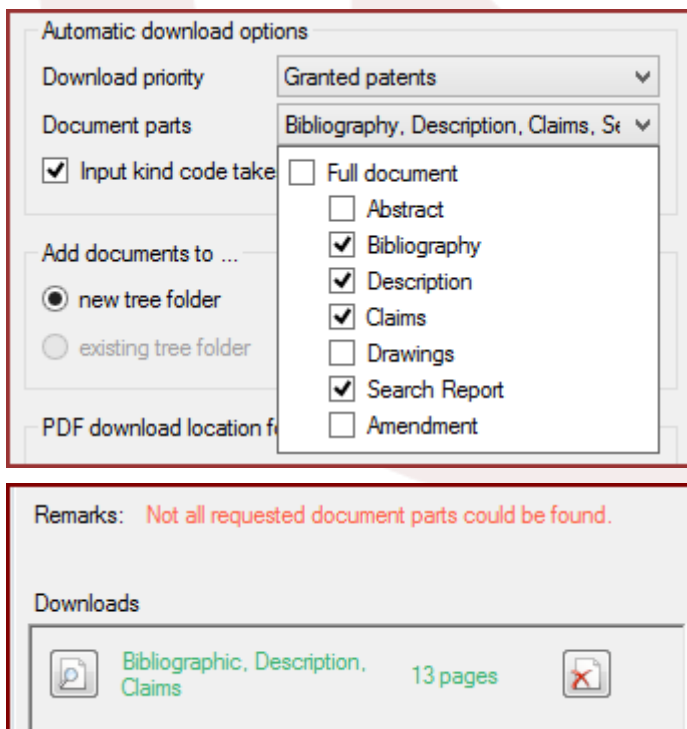 Automatic download options
Download priority Granted patents
Document parts Bibliography, Description, Claims,
Input kind code take
Full document
Abstract
Bibliography
Add documents to ...
Description
new tree folder
Claims
existing tree folder
Drawings
Search Report
PDF download location
Amendment
Remarks: Not all requested document parts could be found.
Downloads
Bibliographic, Description,
Claims
13 pages